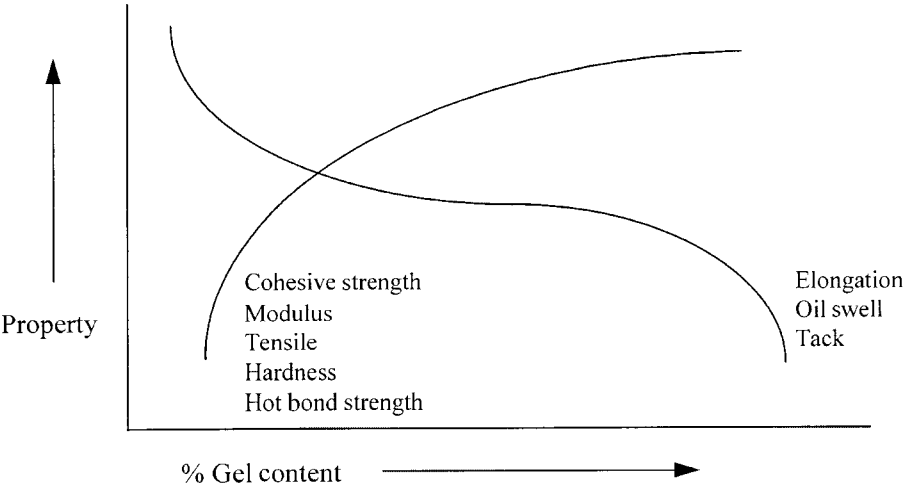 Property
Cohesive strength
Modulus
Tensile
Hardness
Hot bond strength
Elongation
Oil swell
Tack
% Gel content